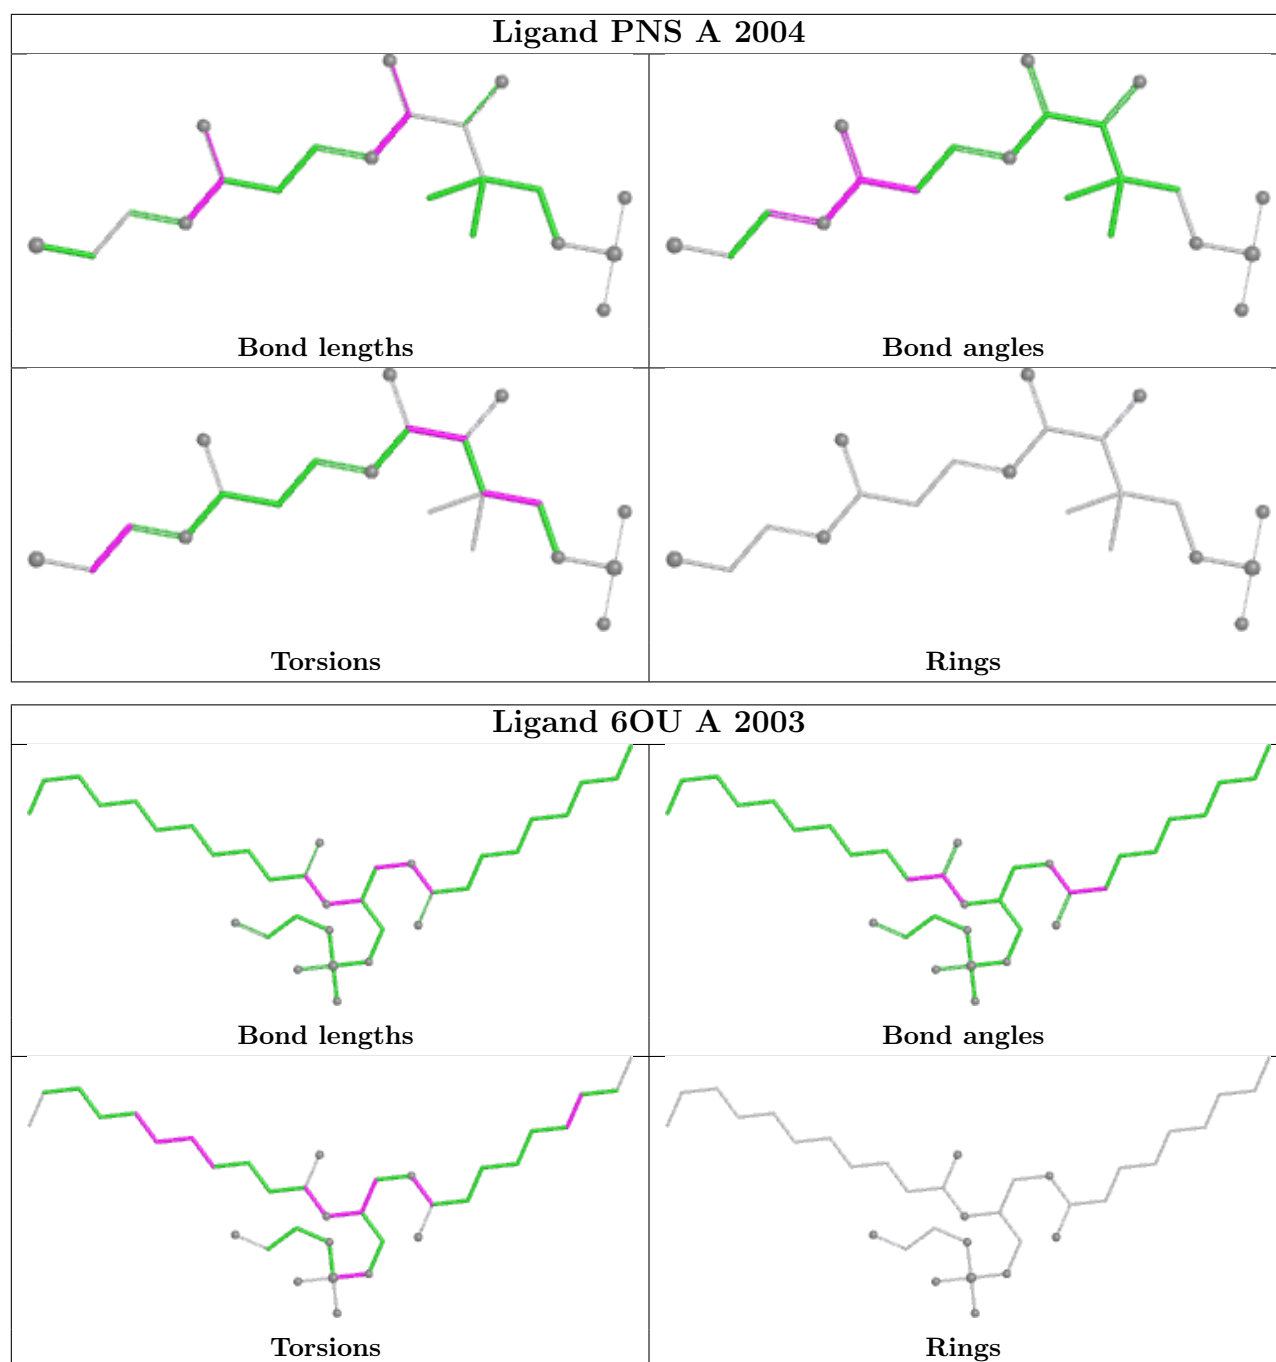 Ligand PNS A 2004
Bond lengths
Bond angles
Torsions
Rings
Ligand 6OU A 2003
Bond lengths
Bond angles
Torsions
Rings